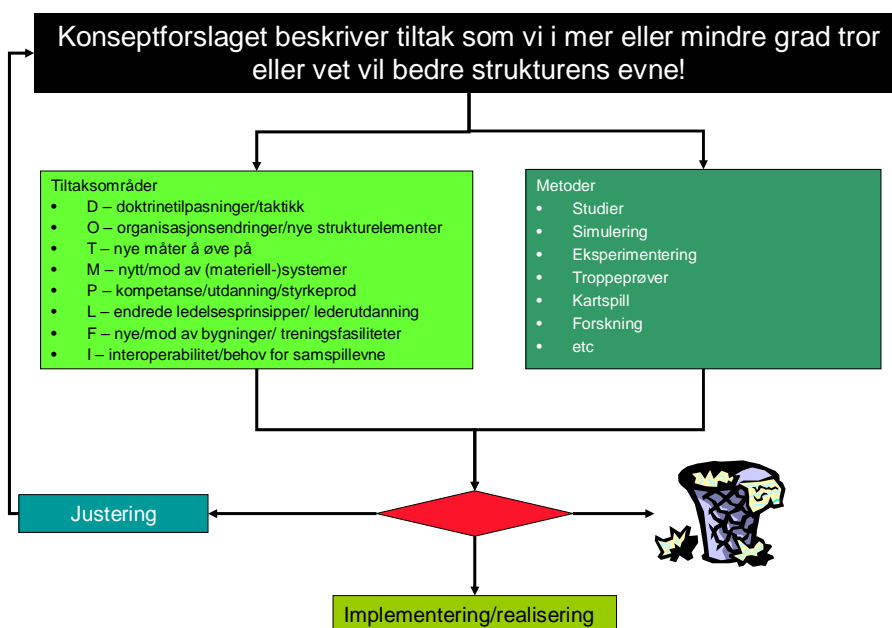 Konseptforslaget beskriver tiltak som vi i mer eller mindre grad tror
eller vet vil bedre strukturens evne!
Tiltaksområder
• D – doktrinetilpasninger/taktikk
• O – organisasjonsendringer/nye strukturelementer
• T – nye måter å øve på
• M – nytt/mod av (materiell-)systemer
• P – kompetanse/utdanning/styrkeprod
• L – endrede ledelsesprinsipper/ lederutdanning
• F – nye/mod av bygninger/ treningsfasiliteter
• I – interoperabilitet/behov for samspillevne
Metoder
• Studier
• Simulering
• Eksperimentering
• Troppeprøver
• Kartspill
• Forskning
• etc
Justering
Implementering/realisering